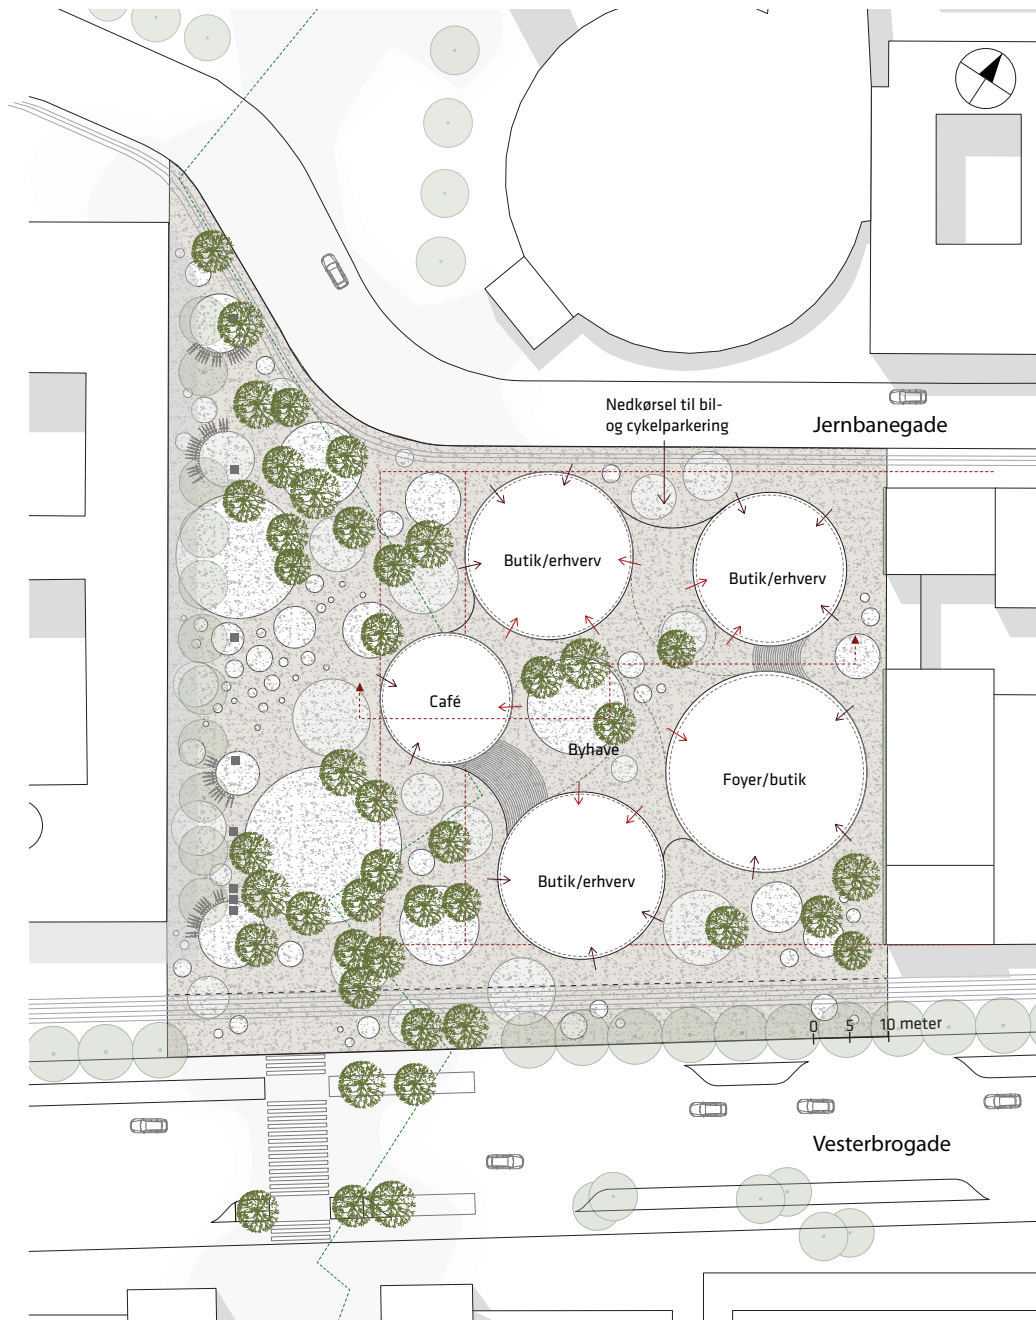 Nedkørsel til bil-
og cykelparkering
Jernbanegade
Butik/erhverv
Butik/erhverv
Café
Byhave
Foyer/butik
Butik/erhverv
0 5 10 meter
Vesterbrogade